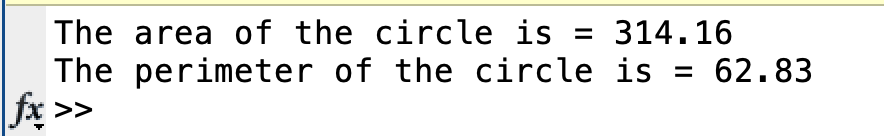 The area of the circle is = 314.16
The perimeter of the circle is = 62.83
fx >>